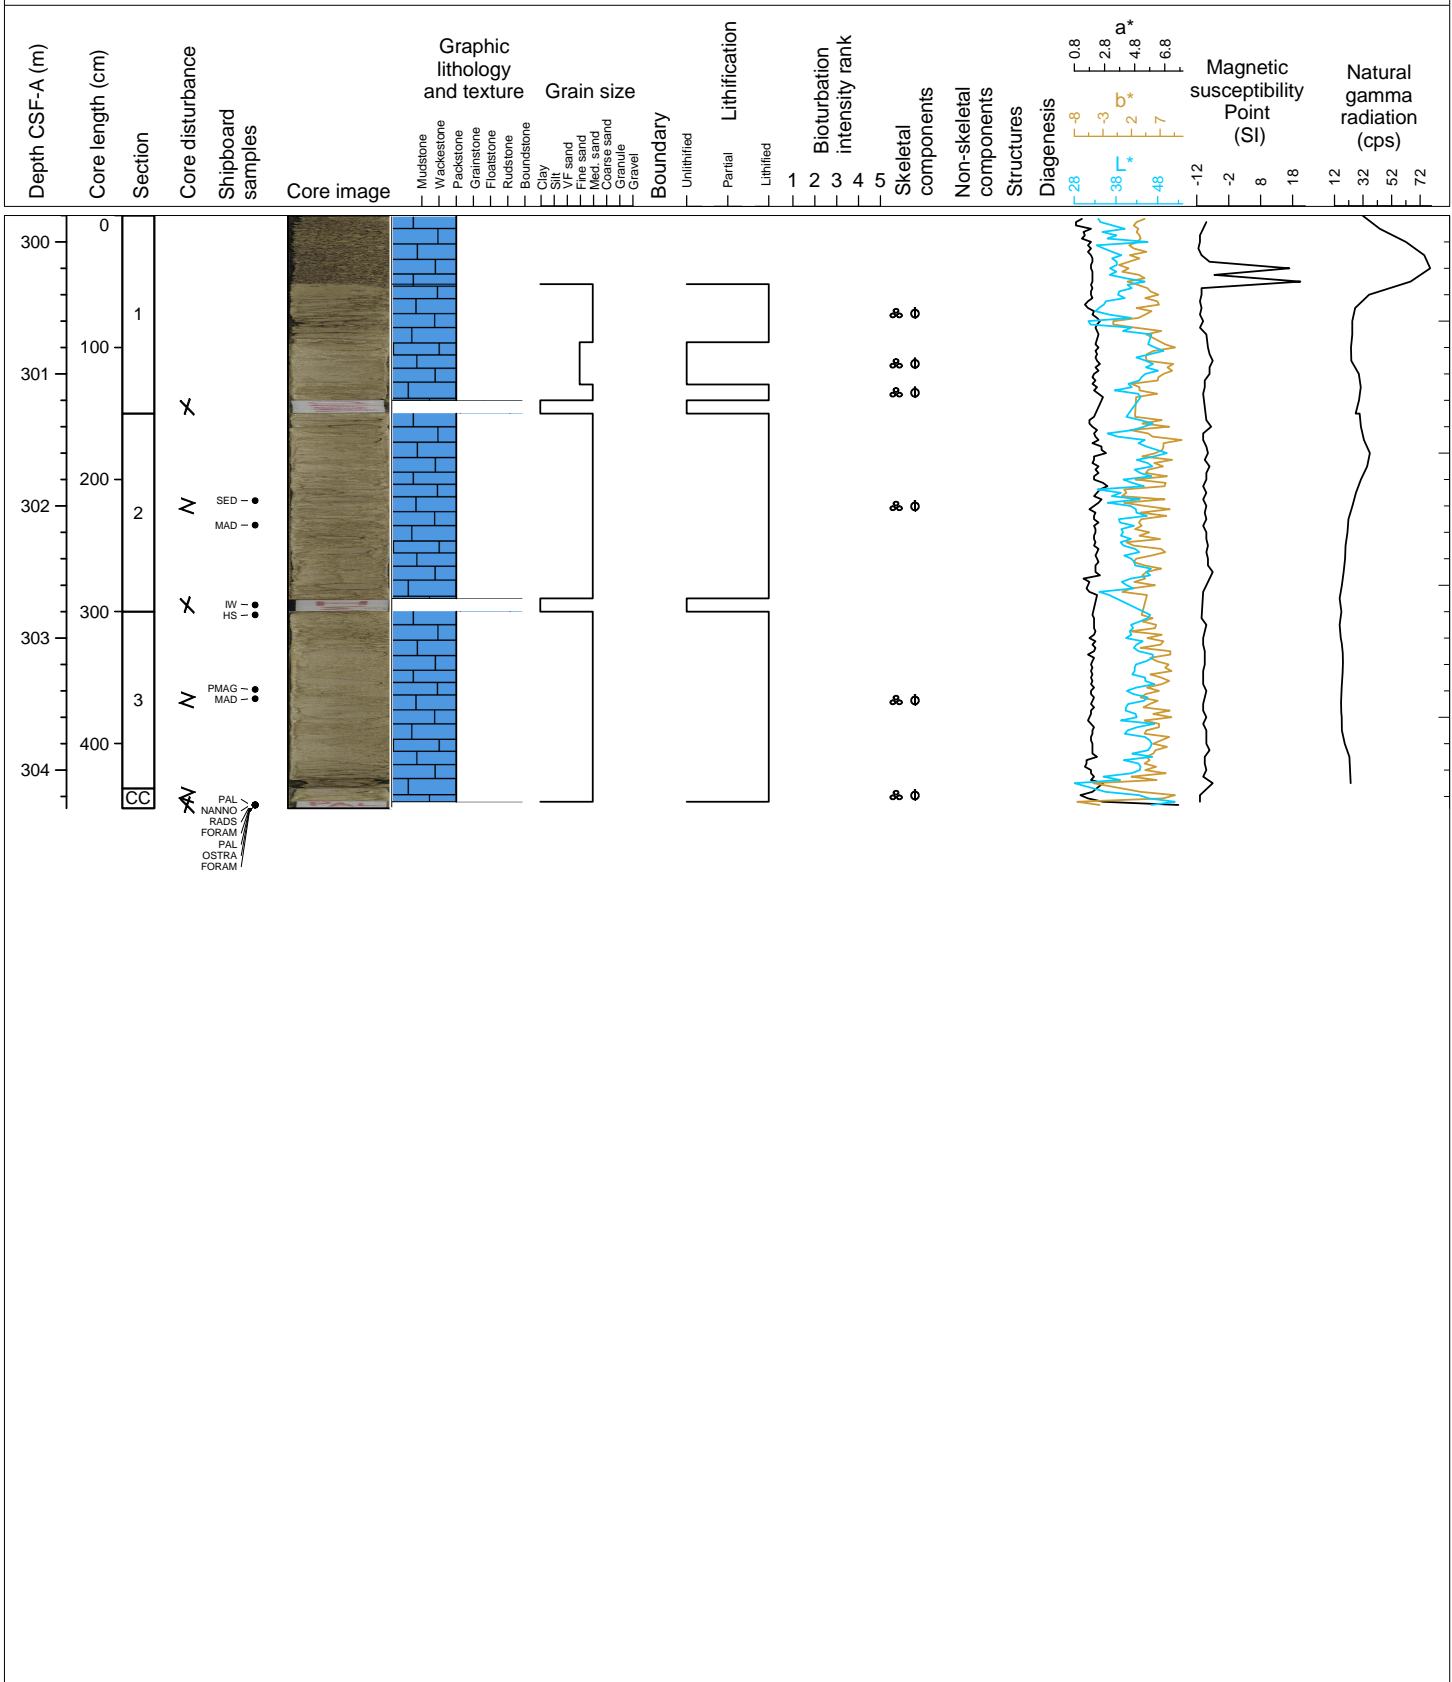 Depth CSF-A (m)
Core length (cm)
Section
Core disturbance
Shipboard
samples
Core image
Graphic
lithology
and texture
Mudstone
Wackestone
Packstone
Grainstone
Floatstone
Rudstone
Boundstone
Grain size
Clay
Silt
VF sand
Fine sand
Med. sand
Coarse sand
Granule
Gravel
Boundary
Lithification
Unlithified
Partial
Lithified
Bioturbation
intensity rank
1 2 3 4 5
Skeletal
components
Non-skeletal
components
Structures
Diagenesis
a*
0.8 2.8 4.8 6.8
b*
-8 -3 2 7
L*
28 38 48
Magnetic
susceptibility
Point
(SI)
-12 -2 8 18
Natural
gamma
radiation
(cps)
12 32 52 72
300
301
302
303
304
0
100
200
300
400
1
2
3
CC
SED
MAD
IW
HS
PMAG
MAD
PAL
NANNO
RADS
FORAM
PAL
OSTRA
FORAM